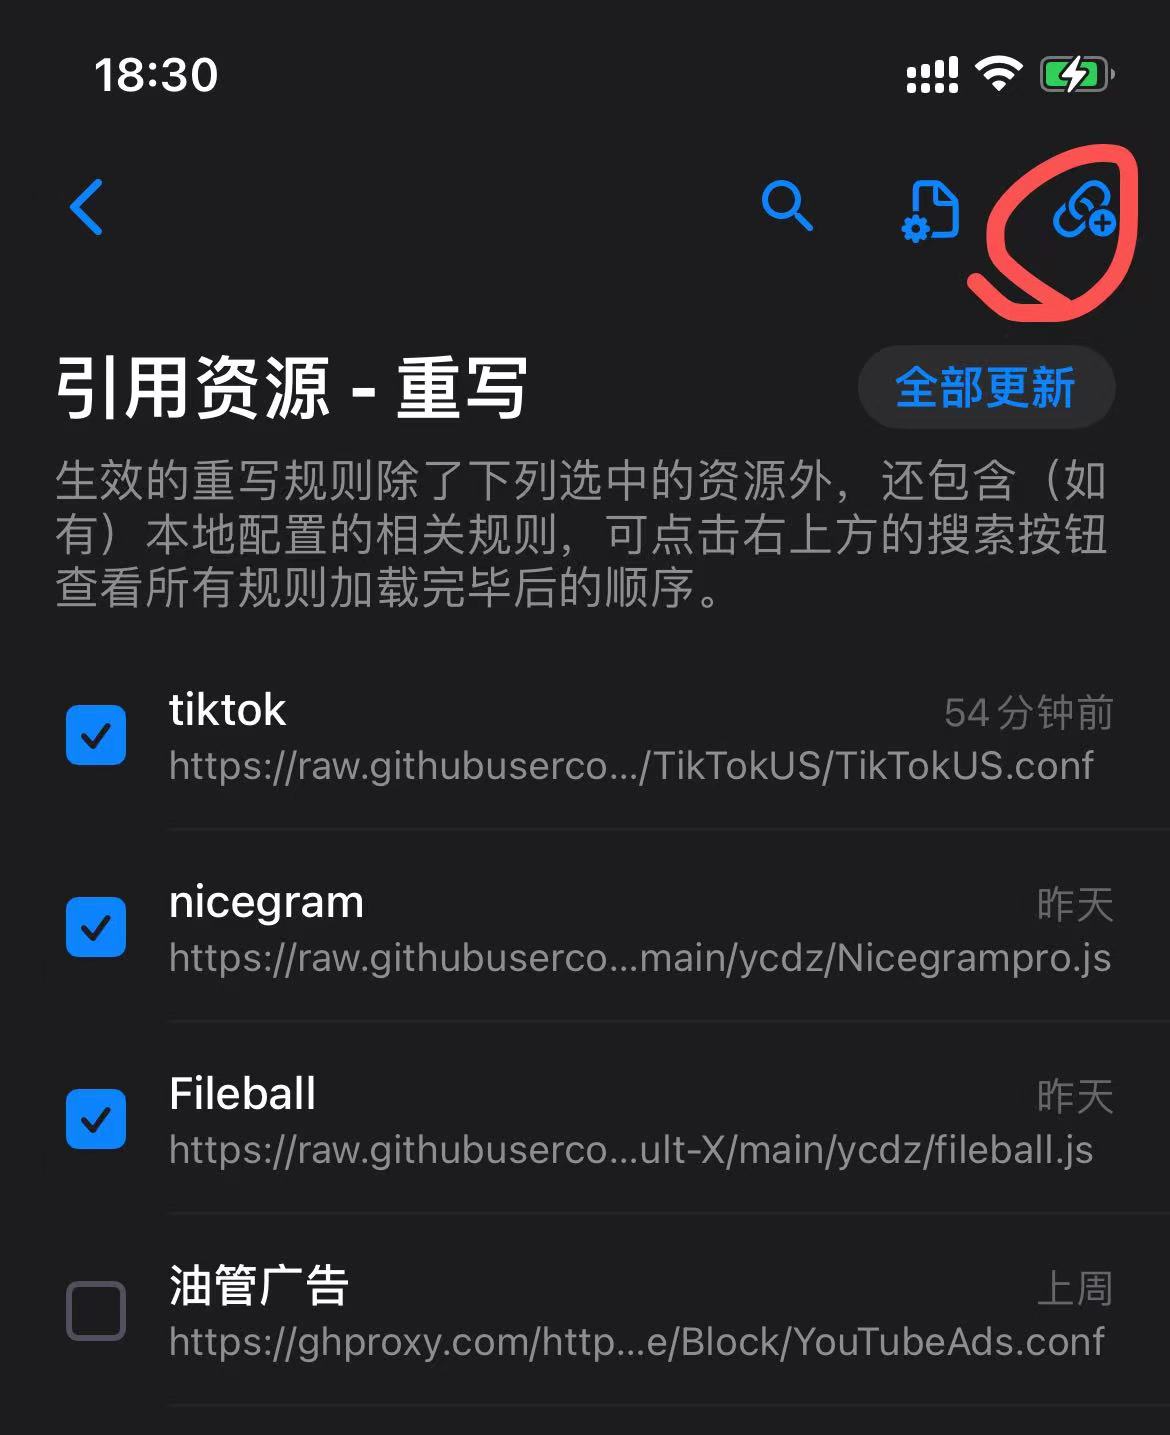 18:30
引用资源 - 重写
全部更新
生效的重写规则除了下列选中的资源外，还包含（如
有）本地配置的相关规则，可点击右上方的搜索按钮
查看所有规则加载完毕后的顺序。
tiktok
54分钟前
https://raw.githubuserco.../TikTokUS/TikTokUS.conf
nicegram
昨天
https://raw.githubuserco...main/ycdz/Nicegrampro.js
Fileball
昨天
https://raw.githubuserco...ult-X/main/ycdz/fileball.js
油管广告
上周
https://ghproxy.com/http...e/Block/YouTubeAds.conf